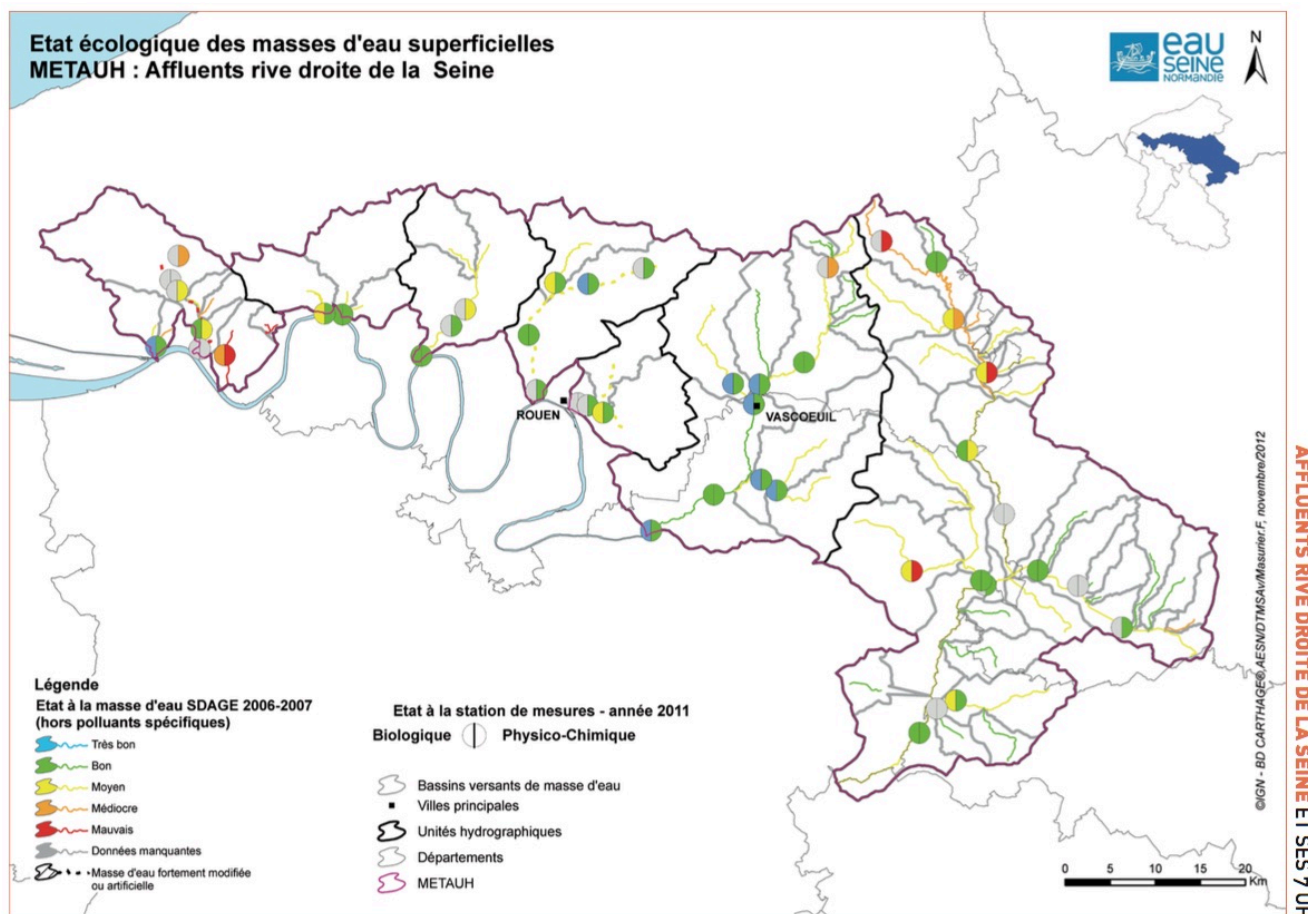 Etat écologique des masses d'eau superficielles
METAUH : Affluents rive droite de la Seine
eau
SEINE
NORMANDIE
N
ROUEN
VASCOEUIL
Légende
Etat à la masse d'eau SDAGE 2006-2007
(hors polluants spécifiques)
Très bon
Bon
Moyen
Médiocre
Mauvais
Données manquantes
Masse d'eau fortement modifiée
ou artificielle
Etat à la station de mesures - année 2011
Biologique Physico-Chimique
Bassins versants de masse d'eau
Villes principales
Unités hydrographiques
Départements
METAUH
0 5 10 15 20
Km
©IGN - BD CARTHAGE©,AESN/DTMSAv/Masurier.F, novembre/2012
AFFLUENTS RIVE DROITE DE LA SEINE ET SES 7 UH